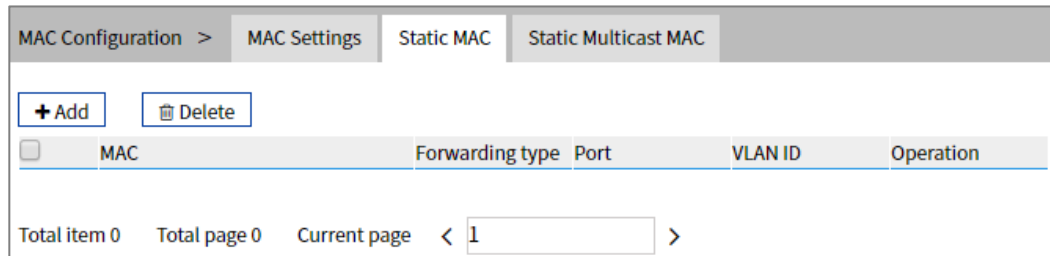 MAC Configuration > MAC Settings Static MAC Static Multicast MAC
+ Add Delete
MAC Forwarding type Port VLAN ID Operation
Total item 0 Total page 0 Current page < 1 >